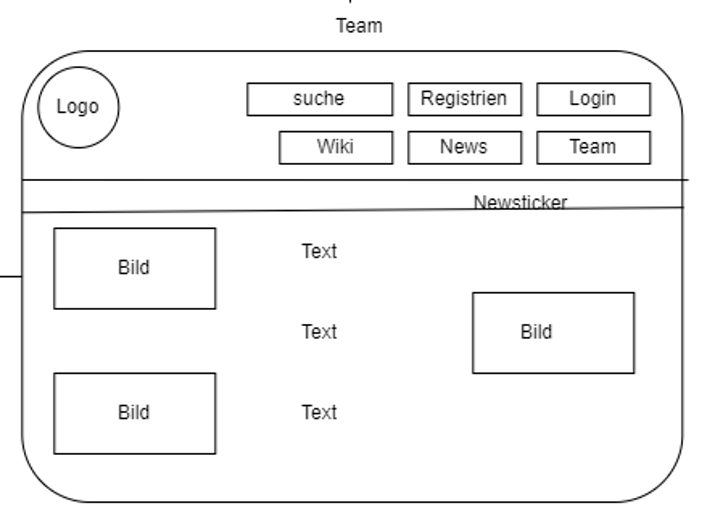 Team
Logo
suche
Registrien
Login
Wiki
News
Team
Newsticker
Bild
Text
Text
Bild
Bild
Text